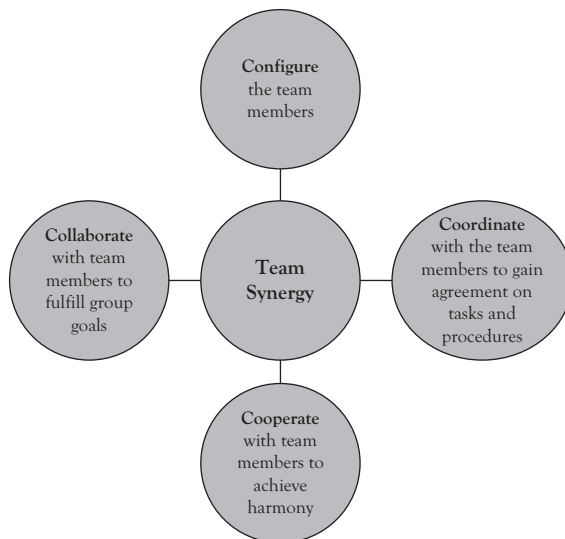 Configure
the team
members
Collaborate
with team
members to
fulfill group
goals
Team
Synergy
Coordinate
with the team
members to gain
agreement on
tasks and
procedures
Cooperate
with team
members to
achieve
harmony